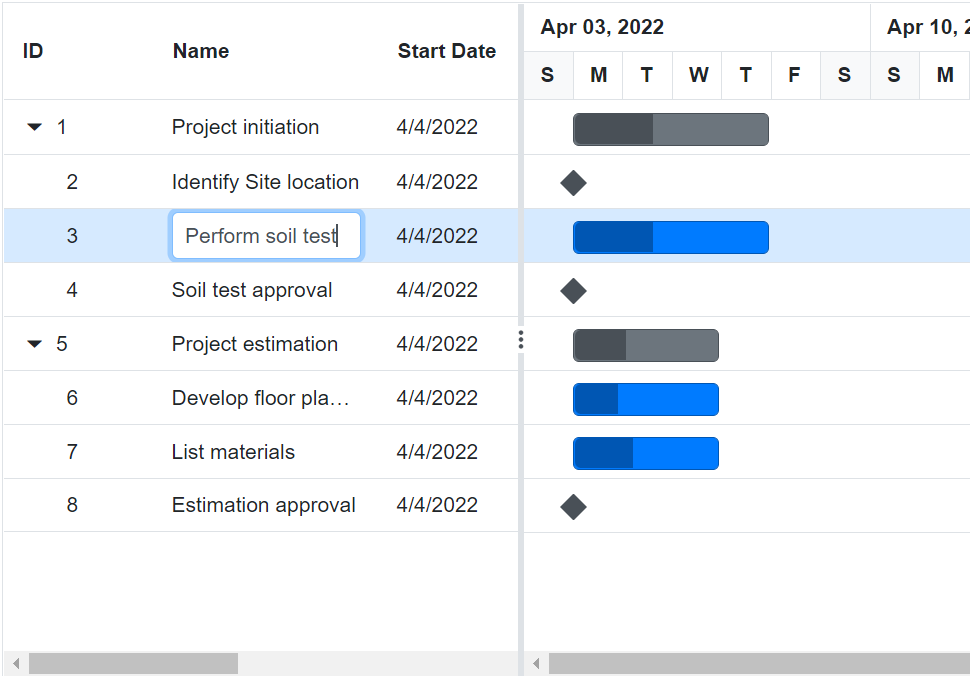 ID Name Start Date
Apr 03, 2022 Apr 10, 2
S M T W T F S S M
1 Project initiation 4/4/2022
2 Identify Site location 4/4/2022
3 Perform soil test 4/4/2022
4 Soil test approval 4/4/2022
5 Project estimation 4/4/2022
6 Develop floor pla… 4/4/2022
7 List materials 4/4/2022
8 Estimation approval 4/4/2022